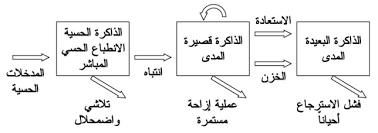 الذاكرة الحسية
الانطباع الحسي
المباشر
الذاكرة قصيرة
المدى
الاستعادة
الخزن
الذاكرة البعيدة
المدى
المدخلات
الحسية
انتباه
تلاشي
واضمحلال
عملية إزاحة
مستمرة
فشل الاسترجاع
أحياناً